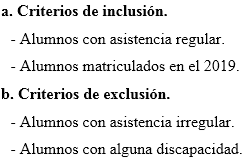 a. Criterios de inclusión.
- Alumnos con asistencia regular.
- Alumnos matriculados en el 2019.
b. Criterios de exclusión.
- Alumnos con asistencia irregular.
- Alumnos con alguna discapacidad.